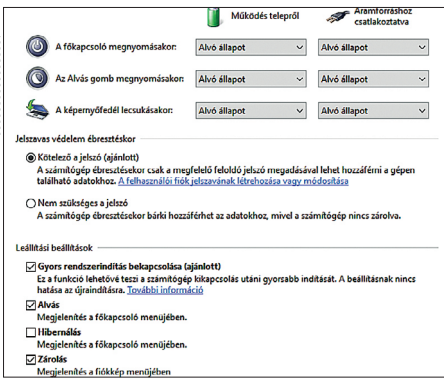 Működés telepről
Áramforráshoz csatlakoztatva
A főkapcsoló megnyomásakor: Alvó állapot Alvó állapot
Az Alvás gomb megnyomásakor: Alvó állapot Alvó állapot
A képernyőfedél lecsukásakor: Alvó állapot Alvó állapot
Jelszavas védelem ébresztéskor
Kötelező a jelszó (ajánlott)
A számítógép ébresztésekor csak a megfelelő feloldó jelszó megadásával lehet hozzáférni a gépen
található adatokhoz. A felhasználói fiók jelszavának létrehozása vagy módosítása
Nem szükséges a jelszó
A számítógép ébresztésekor bárki hozzáférhet az adatokhoz, mivel a számítógép nincs zárolva.
Leállítási beállítások
Gyors rendszerindítás bekapcsolása (ajánlott)
Ez a funkció lehetővé teszi a számítógép kikapcsolás utáni gyorsabb indítását. A beállításnak nincs
hatása az újraindításra. További információ
Alvás
Megjelenítés a főkapcsoló menüjében.
Hibernálás
Megjelenítés a főkapcsoló menüjében.
Zárolás
Megjelenítés a fiókkép menüjében